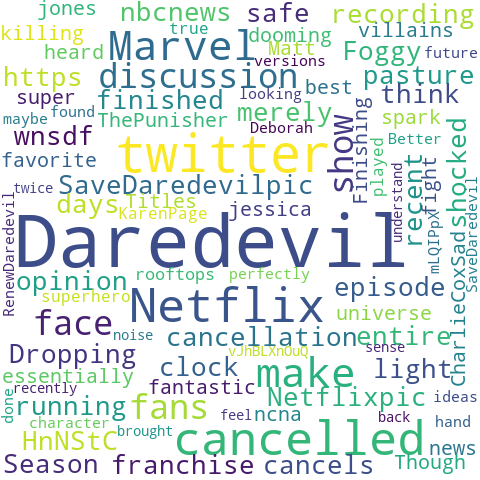 jones
nbcnews
safe
recording
killing
true
dooming
villains
heard
Marvel
Matt
Foggy
future
https
discussion
versions
best
pasture
super
finished
looking
maybe
found
ThePunisher
merely
think
wnsdf
twitter
Deborah
show
Finishing
played
spark
Better
favorite
SaveDaredevilpic
understand
fight
recent
shocked
twice
days
Titles
KarenPage
jessica
RenewDaredevil
Daredevil
mLQIPpx
CharlieCoxSad
SaveDaredevil
opinion
rooftops
perfectly
superhero
Netflix
episode
face
universe
noise
cancellation
entire
Dropping
vJhBLXnOuQ
sense
essentially
clock
make
light
recently
fantastic
Netflixpic
ideas
done
running
fans
ncna
feel
back
hand
character
brought
HnNStC
cancelled
news
Season
franchise
cancels
Though